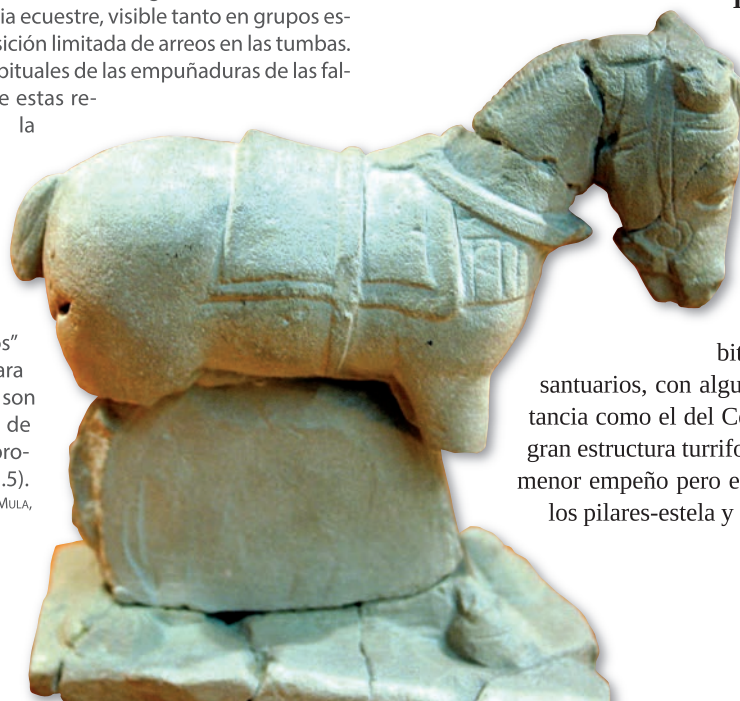 ia ecuestre, visible tanto en grupos es-
sición limitada de arreos en las tumbas.
bituales de las empuñaduras de las fal-
e estas re-
la
os”
ara
son
de
pro-
.5).
Mula,
bit
santuarios, con algu
tancia como el del Ce
gran estructura turrifo
menor empeño pero e
los pilares-estela y